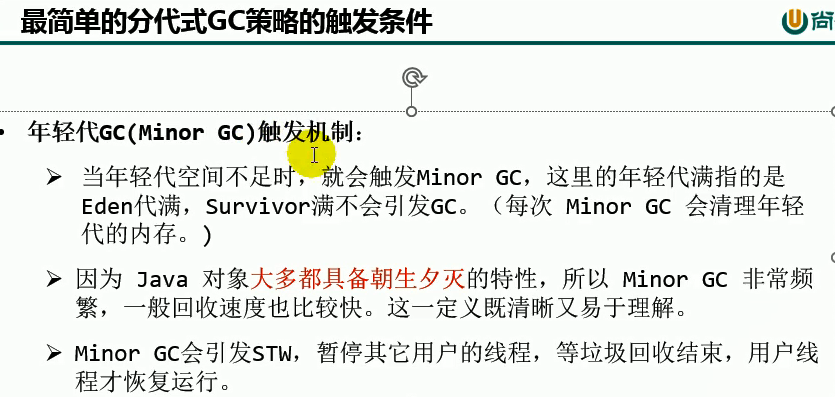 最简单的分代式GC策略的触发条件
尚
• 年轻代GC(Minor GC)触发机制：
➢ 当年轻代空间不足时，就会触发Minor GC，这里的年轻代满指的是
Eden代满，Survivor满不会引发GC。（每次 Minor GC 会清理年轻
代的内存。)
➢ 因为 Java 对象大多都具备朝生夕灭的特性，所以 Minor GC 非常频
繁，一般回收速度也比较快。这一定义既清晰又易于理解。
➢ Minor GC会引发STW，暂停其它用户的线程，等垃圾回收结束，用户线
程才恢复运行。